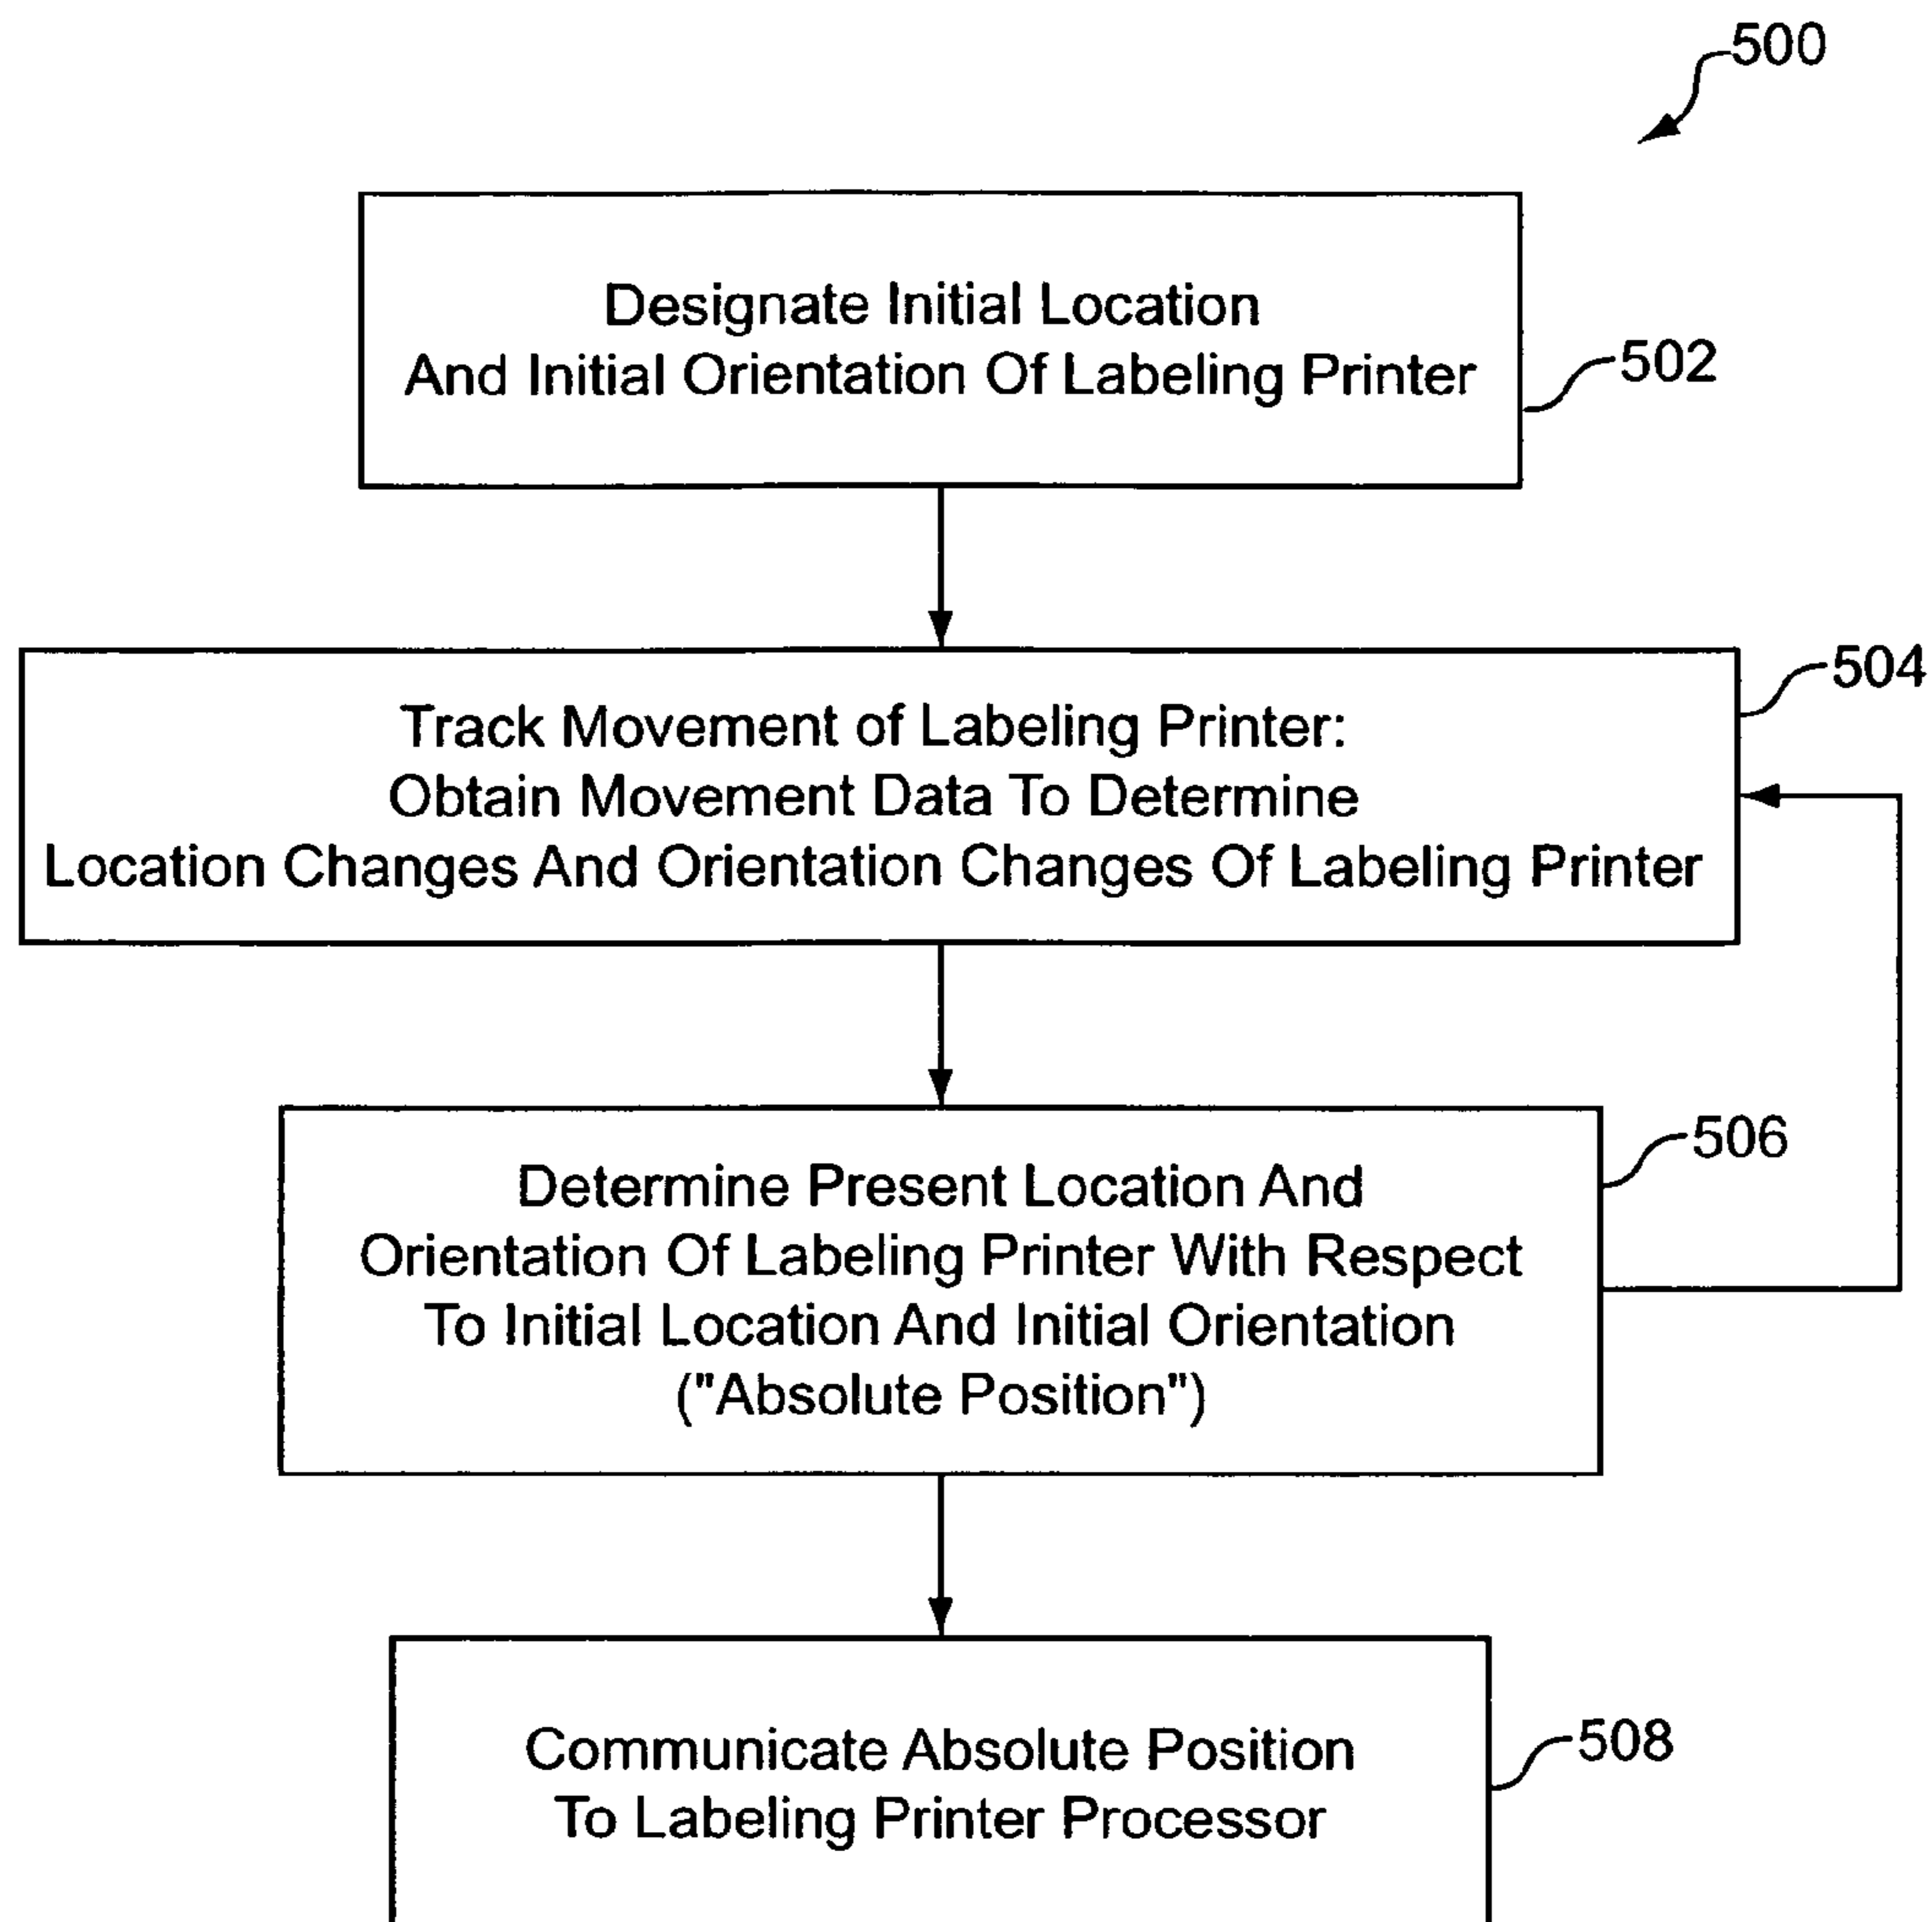 500
Designate Initial Location
And Initial Orientation Of Labeling Printer
502
Track Movement of Labeling Printer:
Obtain Movement Data To Determine
Location Changes And Orientation Changes Of Labeling Printer
504
Determine Present Location And
Orientation Of Labeling Printer With Respect
To Initial Location And Initial Orientation
("Absolute Position")
506
Communicate Absolute Position
To Labeling Printer Processor
508